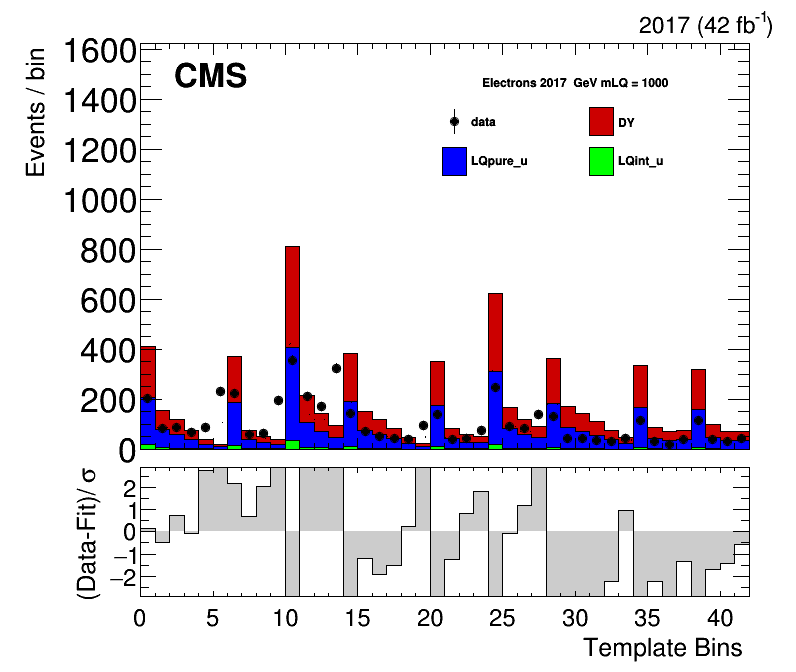 2017 (42 fb-1)
CMS
Electrons 2017 GeV mLQ = 1000
data
DY
LQpure_u
LQint_u
Events / bin
1600
1400
1200
1000
800
600
400
200
0
(Data-Fit)/ σ
2
1
0
−1
−2
0 5 10 15 20 25 30 35 40
Template Bins